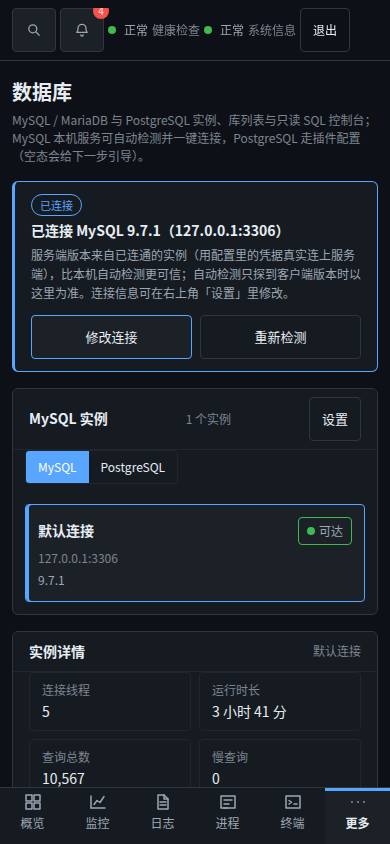 4
正常 健康检查 正常 系统信息 退出
数据库
MySQL / MariaDB 与 PostgreSQL 实例、库列表与只读 SQL 控制台；
MySQL 本机服务可自动检测并一键连接，PostgreSQL 走插件配置
（空态会给下一步引导）。
已连接
已连接 MySQL 9.7.1（127.0.0.1:3306）
服务端版本来自已连通的实例（用配置里的凭据真实连上服务
端），比本机自动检测更可信；自动检测只探到客户端版本时以
这里为准。连接信息可在右上角「设置」里修改。
修改连接 重新检测
MySQL 实例 1 个实例 设置
MySQL PostgreSQL
默认连接 可达
127.0.0.1:3306
9.7.1
实例详情 默认连接
连接线程 运行时长
5 3 小时 41 分
查询总数 慢查询
10,567 0
概览 监控 日志 进程 终端 更多